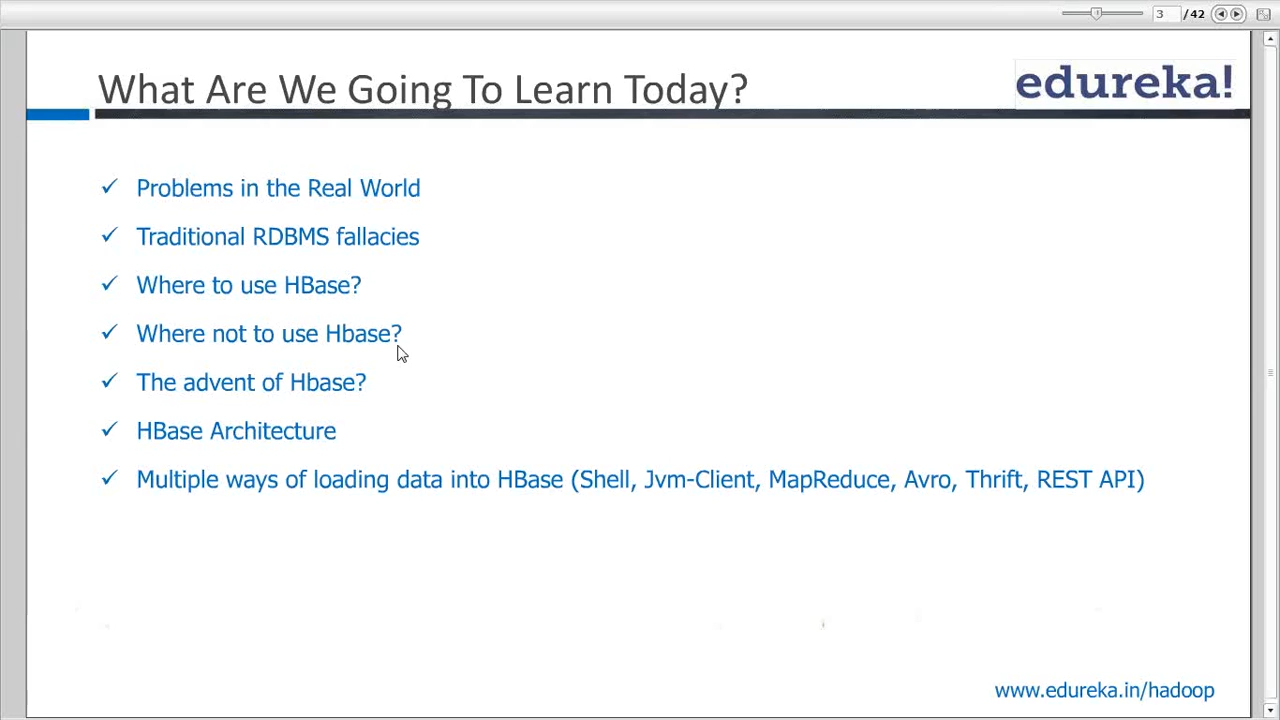 3 /42
What Are We Going To Learn Today?
edureka!
✓ Problems in the Real World
✓ Traditional RDBMS fallacies
✓ Where to use HBase?
✓ Where not to use Hbase?
✓ The advent of Hbase?
✓ HBase Architecture
✓ Multiple ways of loading data into HBase (Shell, Jvm-Client, MapReduce, Avro, Thrift, REST API)
www.edureka.in/hadoop